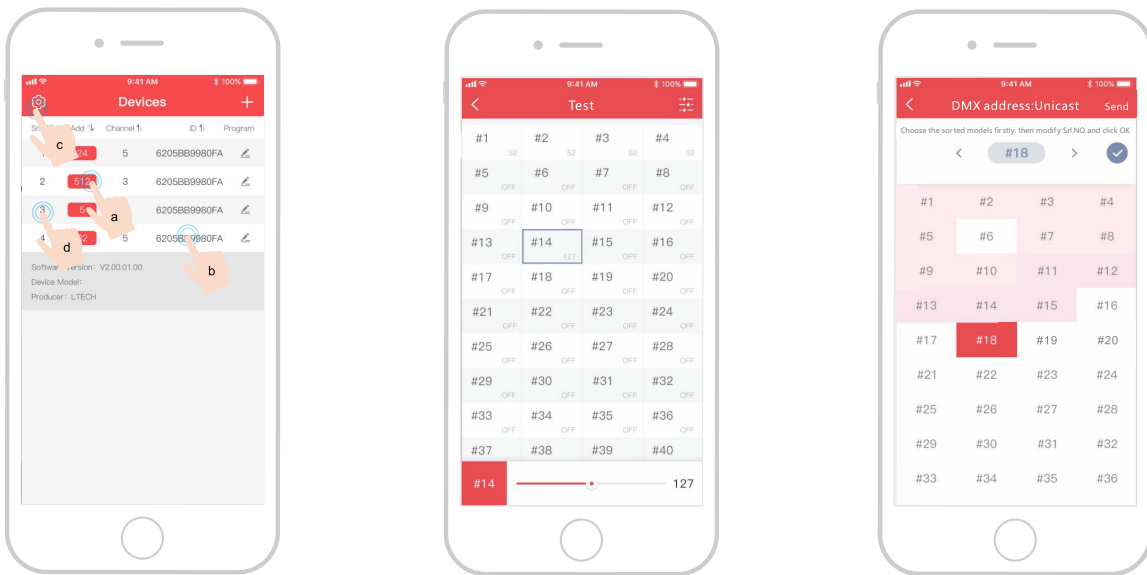 9:41 AM 100%
Devices +
Add Channel ID Program
24 5 6205BB9980FA
c
2 512 3 6205BB9980FA
a
3 5 6205BB9980FA
d
4 2 5 6205BB9980FA
b
Software Version: V2.00.01.00
Device Model:
Producer: LTECH
9:41 AM 100%
Test
#1 #2 #3 #4
52 52 52 52
#5 #6 #7 #8
OFF OFF OFF OFF
#9 #10 #11 #12
OFF OFF OFF OFF
#13 #14 #15 #16
OFF 127 OFF OFF
#17 #18 #19 #20
OFF OFF OFF OFF
#21 #22 #23 #24
OFF OFF OFF OFF
#25 #26 #27 #28
OFF OFF OFF OFF
#29 #30 #31 #32
OFF OFF OFF OFF
#33 #34 #35 #36
OFF OFF OFF OFF
#37 #38 #39 #40
#14 127
9:41 AM 100%
DMX address:Unicast Send
Choose the sorted models firstly, then modify Srl.NO and click OK
< #18 >
#1 #2 #3 #4
#5 #6 #7 #8
#9 #10 #11 #12
#13 #14 #15 #16
#17 #18 #19 #20
#21 #22 #23 #24
#25 #26 #27 #28
#29 #30 #31 #32
#33 #34 #35 #36